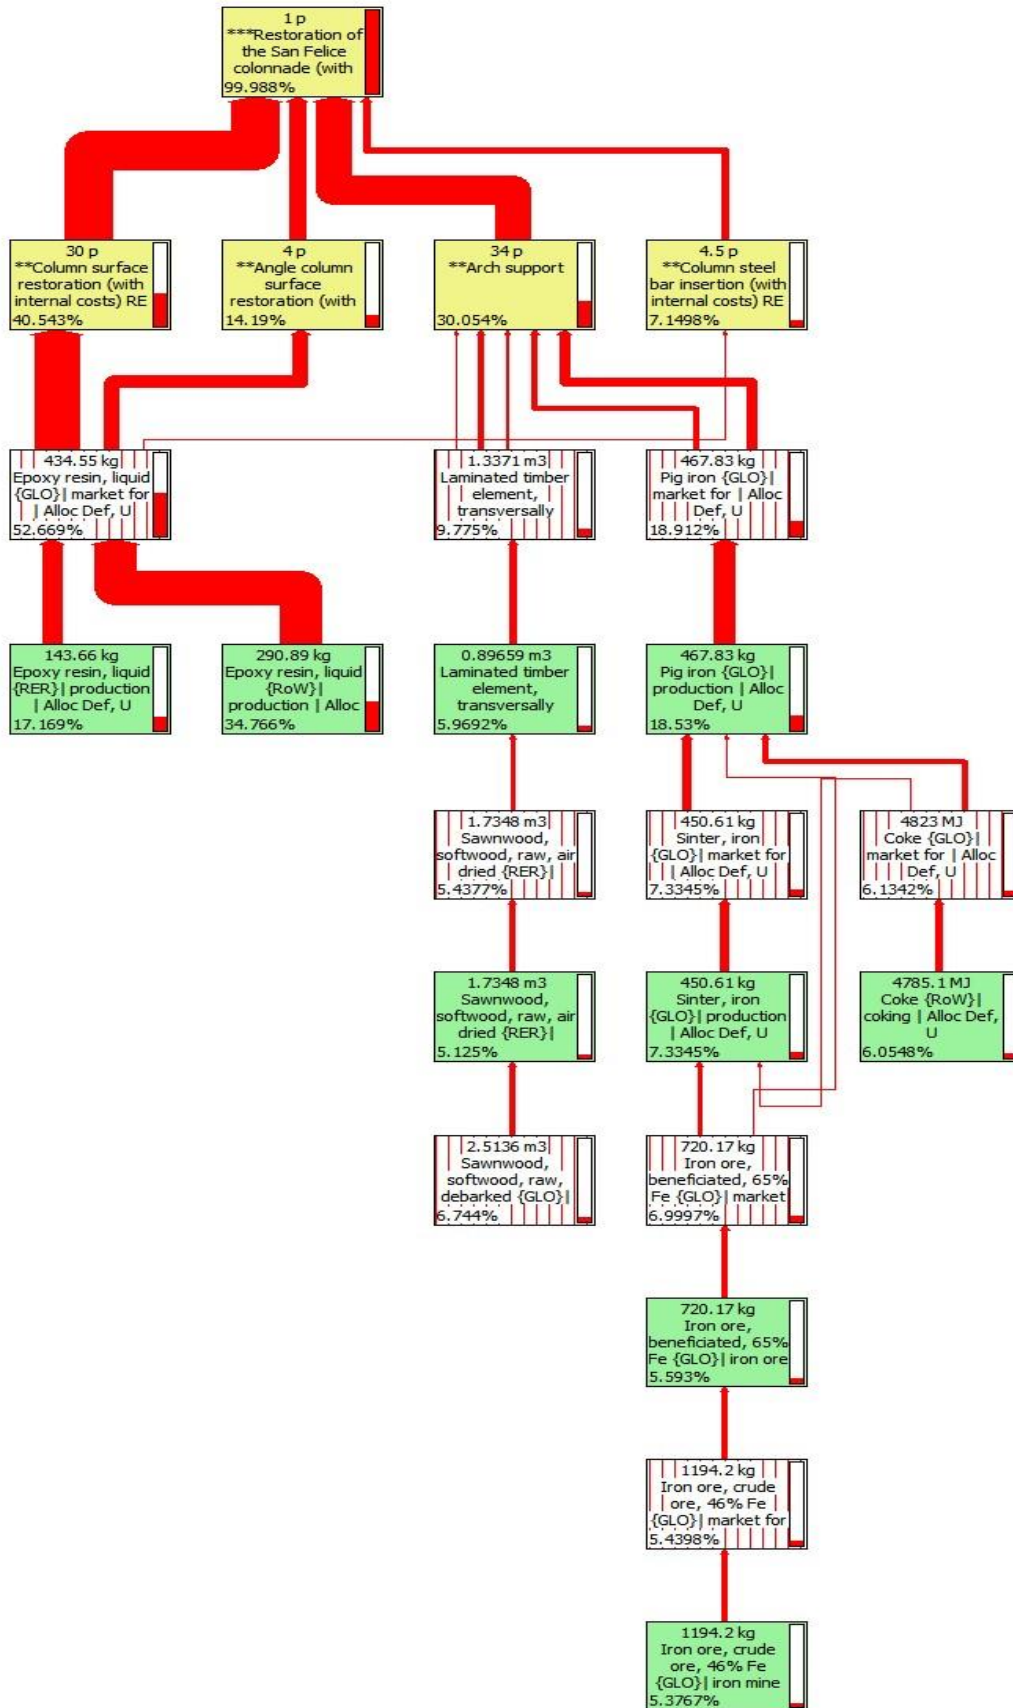 1 p
***Restoration of
the San Felice
colonnade (with
99.988%
30 p
**Column surface
restoration (with
internal costs) RE
40.543%
4 p
**Angle column
surface
restoration (with
14.19%
34 p
**Arch support
30.054%
4.5 p
**Column steel
bar insertion (with
internal costs) RE
7.1498%
434.55 kg
Epoxy resin, liquid
{GLO}| market for
| Alloc Def, U
52.669%
1.3371 m3
Laminated timber
element,
transversally
9.775%
467.83 kg
Pig iron {GLO}|
market for | Alloc
Def, U
18.912%
143.66 kg
Epoxy resin, liquid
{RER}| production
| Alloc Def, U
17.169%
290.89 kg
Epoxy resin, liquid
{RoW}|
production | Alloc
34.766%
0.89659 m3
Laminated timber
element,
transversally
5.9692%
467.83 kg
Pig iron {GLO}|
production | Alloc
Def, U
18.53%
1.7348 m3
Sawnwood,
softwood, raw, air
dried {RER}|
5.4377%
450.61 kg
Sinter, iron
{GLO}| market for
| Alloc Def, U
7.3345%
4823 MJ
Coke {GLO}|
market for | Alloc
Def, U
6.1342%
1.7348 m3
Sawnwood,
softwood, raw, air
dried {RER}|
5.125%
450.61 kg
Sinter, iron
{GLO}| production
| Alloc Def, U
7.3345%
4785.1 MJ
Coke {RoW}|
coking | Alloc Def,
U
6.0548%
2.5136 m3
Sawnwood,
softwood, raw,
debarked {GLO}|
6.744%
720.17 kg
Iron ore,
beneficiated, 65%
Fe {GLO}| market
6.9997%
720.17 kg
Iron ore,
beneficiated, 65%
Fe {GLO}| iron ore
5.593%
1194.2 kg
Iron ore, crude
ore, 46% Fe
{GLO}| market for
5.4398%
1194.2 kg
Iron ore, crude
ore, 46% Fe
{GLO}| iron mine
5.3767%